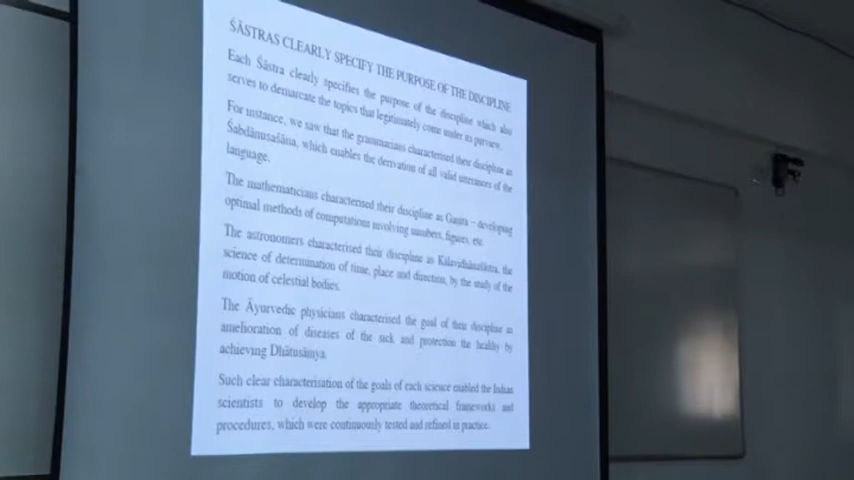 ŚĀSTRAS CLEARLY SPECIFY THE PURPOSE OF THE DISCIPLINE
Each Śāstra clearly specifies the purpose of the discipline which also
serves to demarcate the topics that legitimately come under its purview.
For instance, we saw that the grammarians characterised their discipline as
Śabdānuśāśana, which enables the derivation of all valid utterances of the
language.
The mathematicians characterised their discipline as Gaṇita – developing
optimal methods of computations involving numbers, figures, etc.
The astronomers characterised their discipline as Kālavidhānaśāstra, the
science of determination of time, place and direction, by the study of the
motion of celestial bodies.
The Āyurvedic physicians characterised the goal of their discipline as
amelioration of diseases of the sick and protection the healthy by
achieving Dhātusāmya.
Such clear characterisation of the goals of each science enabled the Indian
scientists to develop the appropriate theoretical frameworks and
procedures, which were continuously tested and refined in practice.